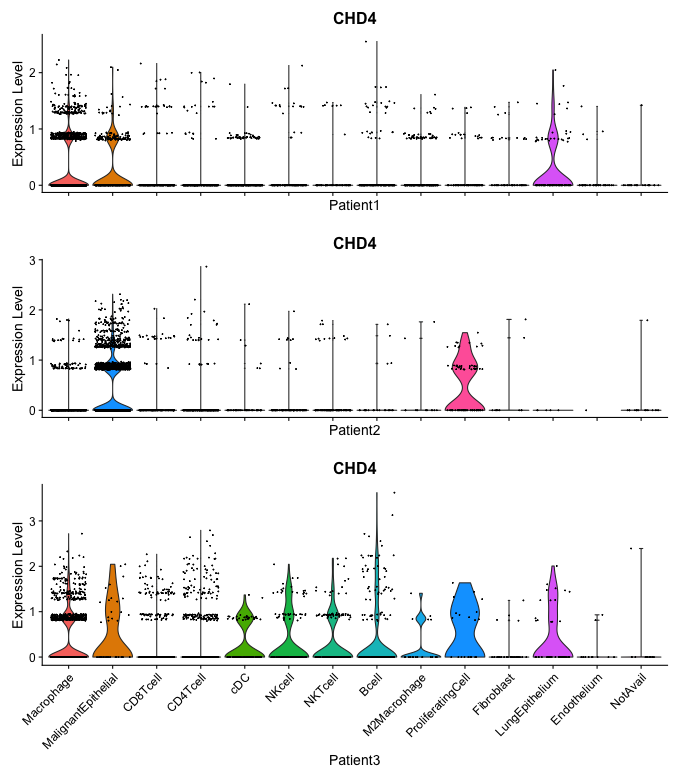 CHD4
Expression Level
2
1
0
Patient1
CHD4
Expression Level
3
2
1
0
Patient2
CHD4
Expression Level
3
2
1
0
Macrophage
MalignantEpithelial
CD8Tcell
CD4Tcell
cDC
NKcell
NKTcell
Bcell
M2Macrophage
ProliferatingCell
Fibroblast
LungEpithelium
Endothelium
NotAvail
Patient3